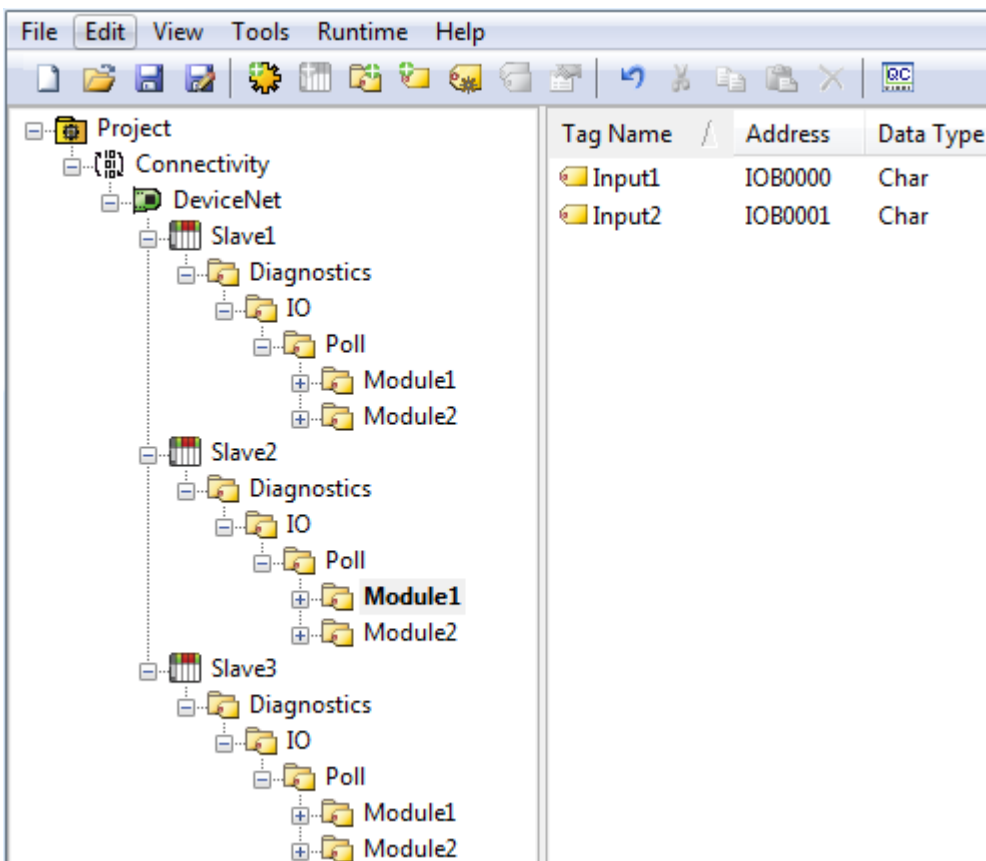 File Edit View Tools Runtime Help
QC
Project
Connectivity
DeviceNet
Slave1
Diagnostics
IO
Poll
Module1
Module2
Slave2
Diagnostics
IO
Poll
Module1
Module2
Slave3
Diagnostics
IO
Poll
Module1
Module2
Tag Name Address Data Type
Input1 IOB0000 Char
Input2 IOB0001 Char